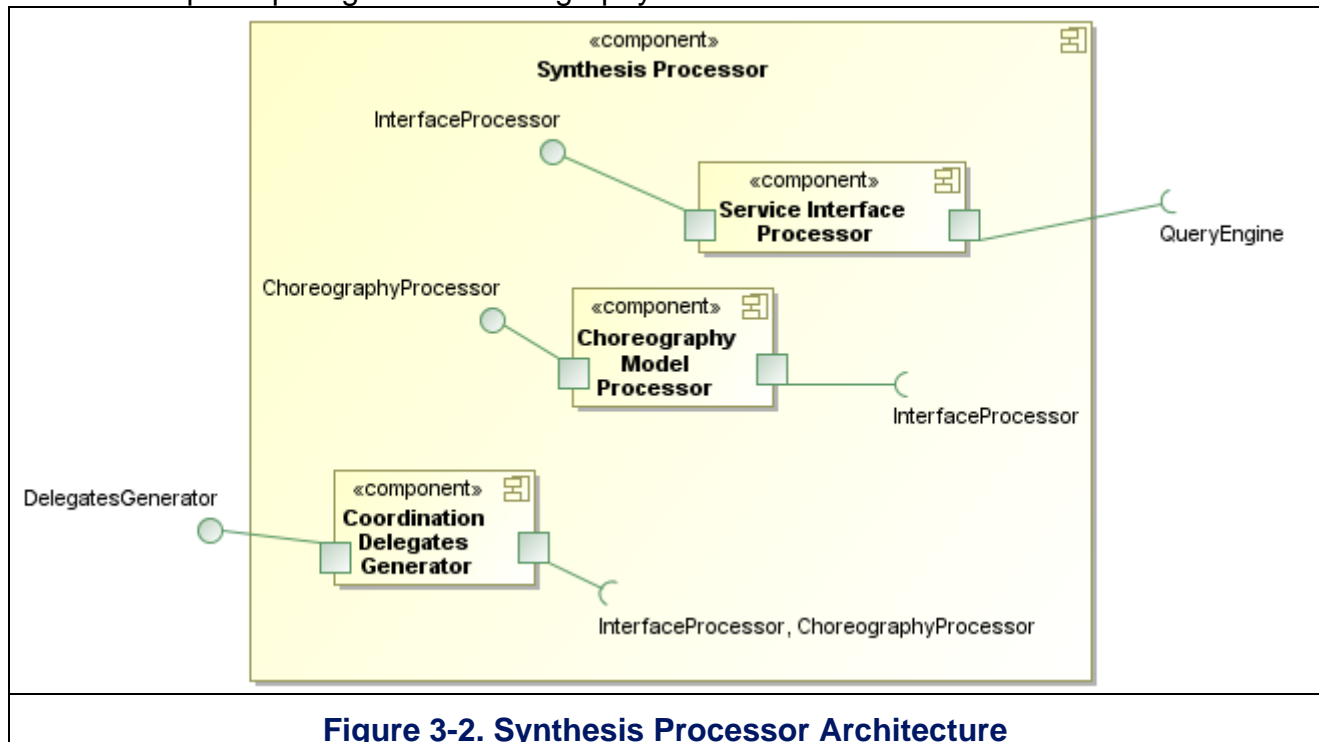 «component»
Synthesis Processor
InterfaceProcessor
«component»
Service Interface
Processor
QueryEngine
ChoreographyProcessor
«component»
Choreography
Model
Processor
InterfaceProcessor
DelegatesGenerator
«component»
Coordination
Delegates
Generator
InterfaceProcessor, ChoreographyProcessor
Figure 3-2. Synthesis Processor Architecture